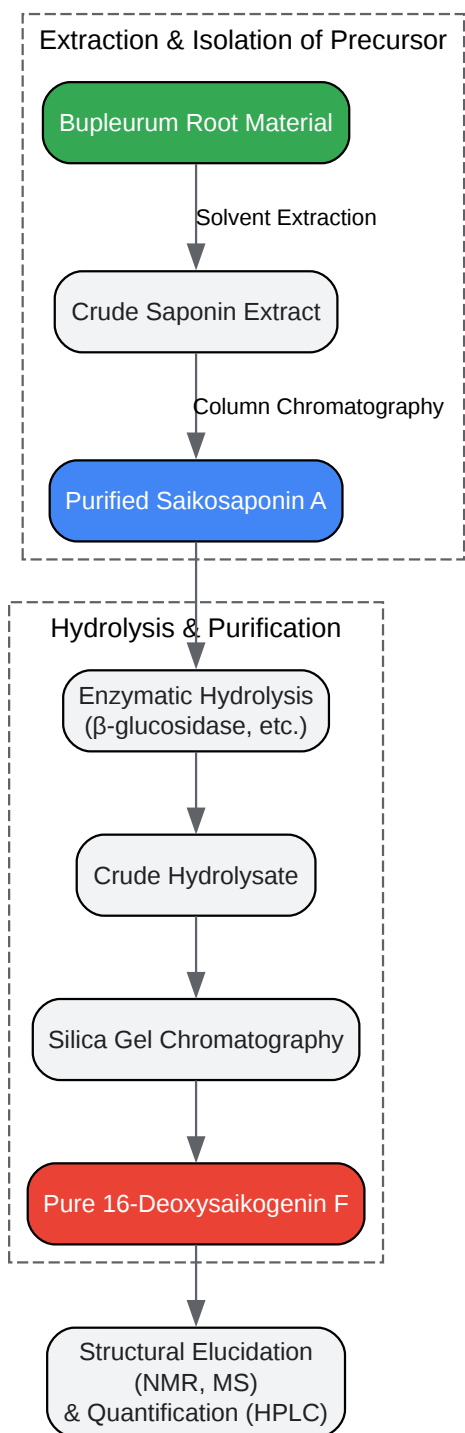 Extraction & Isolation of Precursor
Bupleurum Root Material
Solvent Extraction
Crude Saponin Extract
Column Chromatography
Purified Saikosaponin A
Hydrolysis & Purification
Enzymatic Hydrolysis
(β-glucosidase, etc.)
Crude Hydrolysate
Silica Gel Chromatography
Pure 16-Deoxysaikogenin F
Structural Elucidation
(NMR, MS)
& Quantification (HPLC)